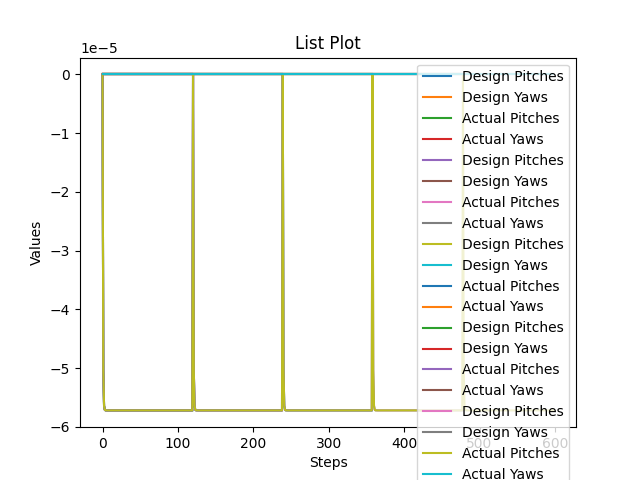 List Plot
1e−5
0
−1
−2
−3
−4
−5
−6
Values
0 100 200 300 400 500 600
Steps
Design Pitches
Design Yaws
Actual Pitches
Actual Yaws
Design Pitches
Design Yaws
Actual Pitches
Actual Yaws
Design Pitches
Design Yaws
Actual Pitches
Actual Yaws
Design Pitches
Design Yaws
Actual Pitches
Actual Yaws
Design Pitches
Design Yaws
Actual Pitches
Actual Yaws